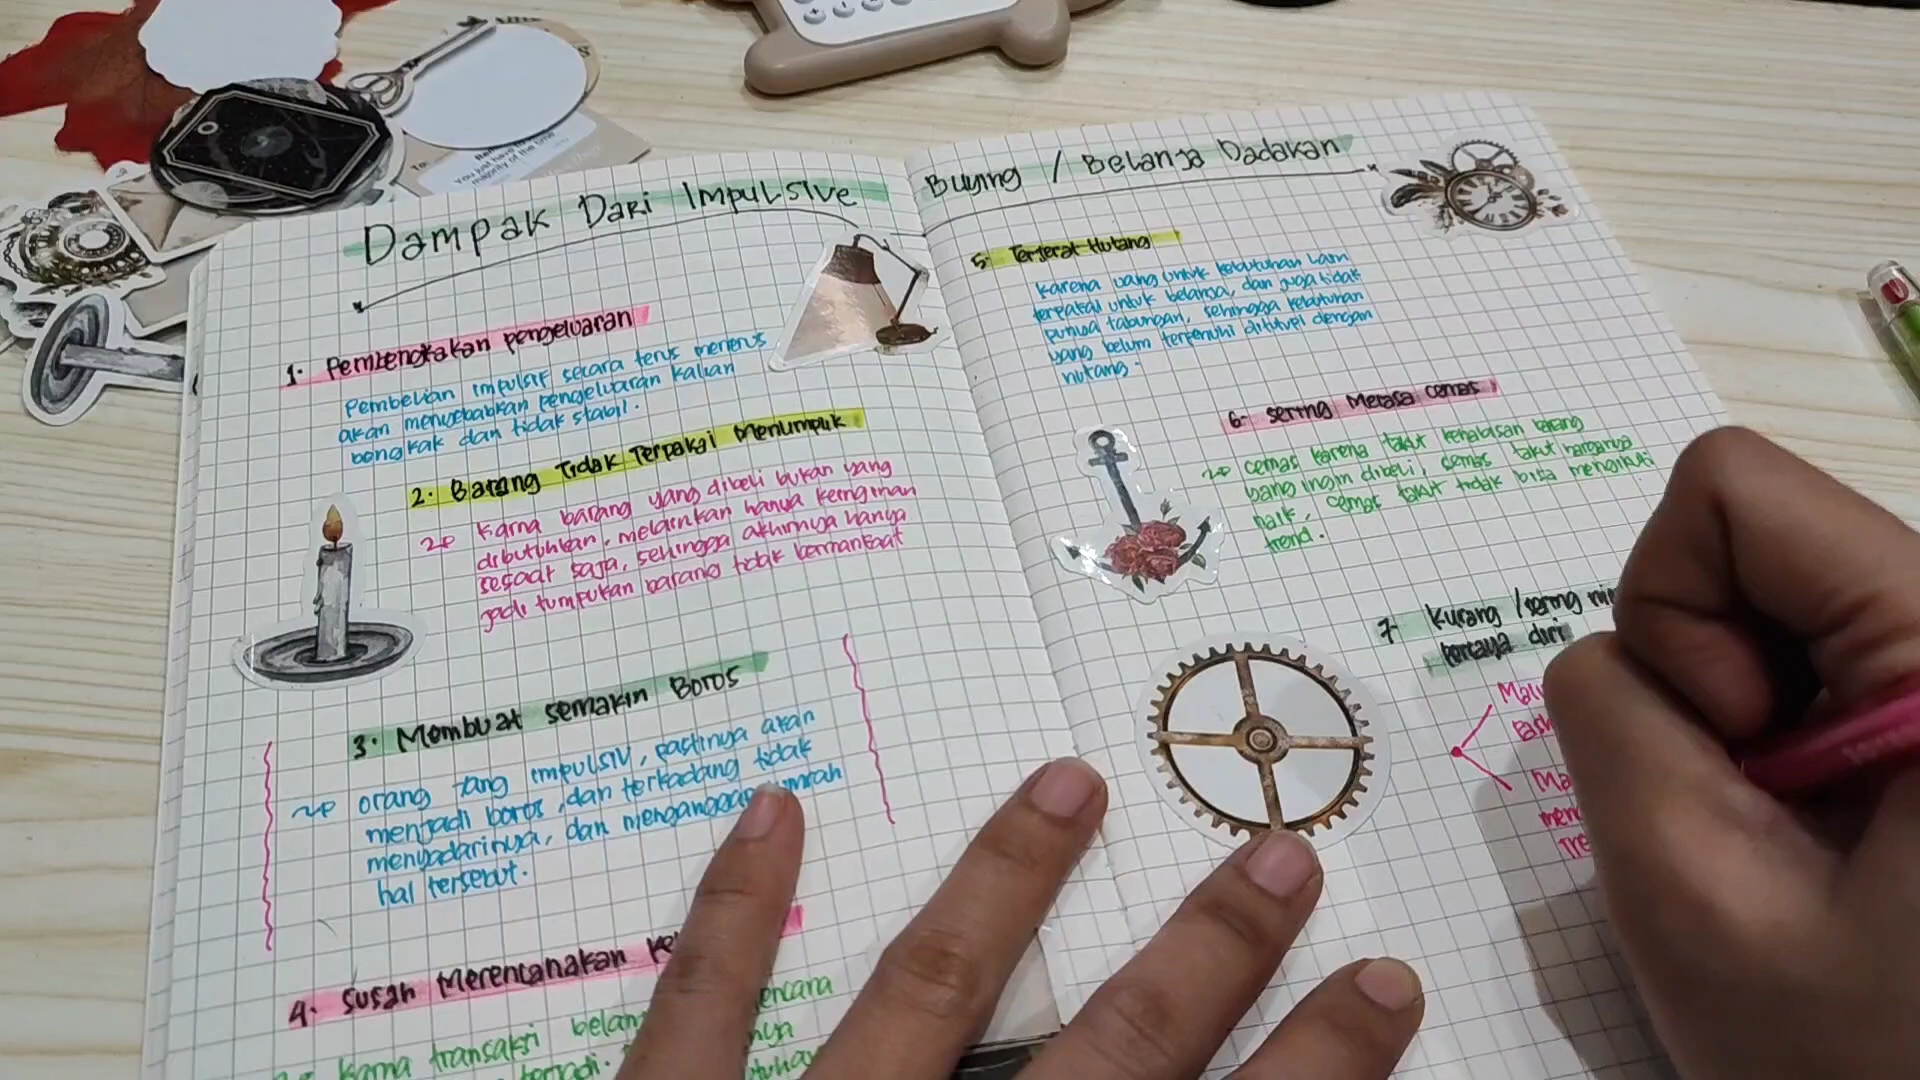 Dampak Dari Impulsive
Buying / Belanja Dadakan
1. Peningkakan pengeluaran
Pembelian impulsif secara terus menerus
akan menyebabkan pengeluaran kalian
bengkak dan tidak stabil.
2. Barang Tidak Terpakai Menumpuk
karna barang yang dibeli bukan yang
dibutuhkan, melainkan hanya keinginan
sesaat saja, sehingga akhirnya hanya
jadi tumpukan barang tidak bermanfaat
3. Membuat semakin Boros
orang yang impulsiv, pastinya akan
menjadi boros, dan terkadang tidak
menyadarinya, dan menganggap
hal tersebut.
4. Susah Merencanakan
karna transaksi
terjadi.
5. Terjerat Hutang
karena uang untuk kebutuhan lain
terpakai untuk belanja, dan juga tidak
punya tabungan, sehingga kebutuhan
yang belum terpenuhi ditutupi dengan
hutang.
6. sering Merasa cemas
cemas karena takut kehabisan barang
yang ingin dibeli, cemas takut harganya
naik, cemas takut tidak bisa mengikuti
trend.
7. Kurang / sering
percaya diri